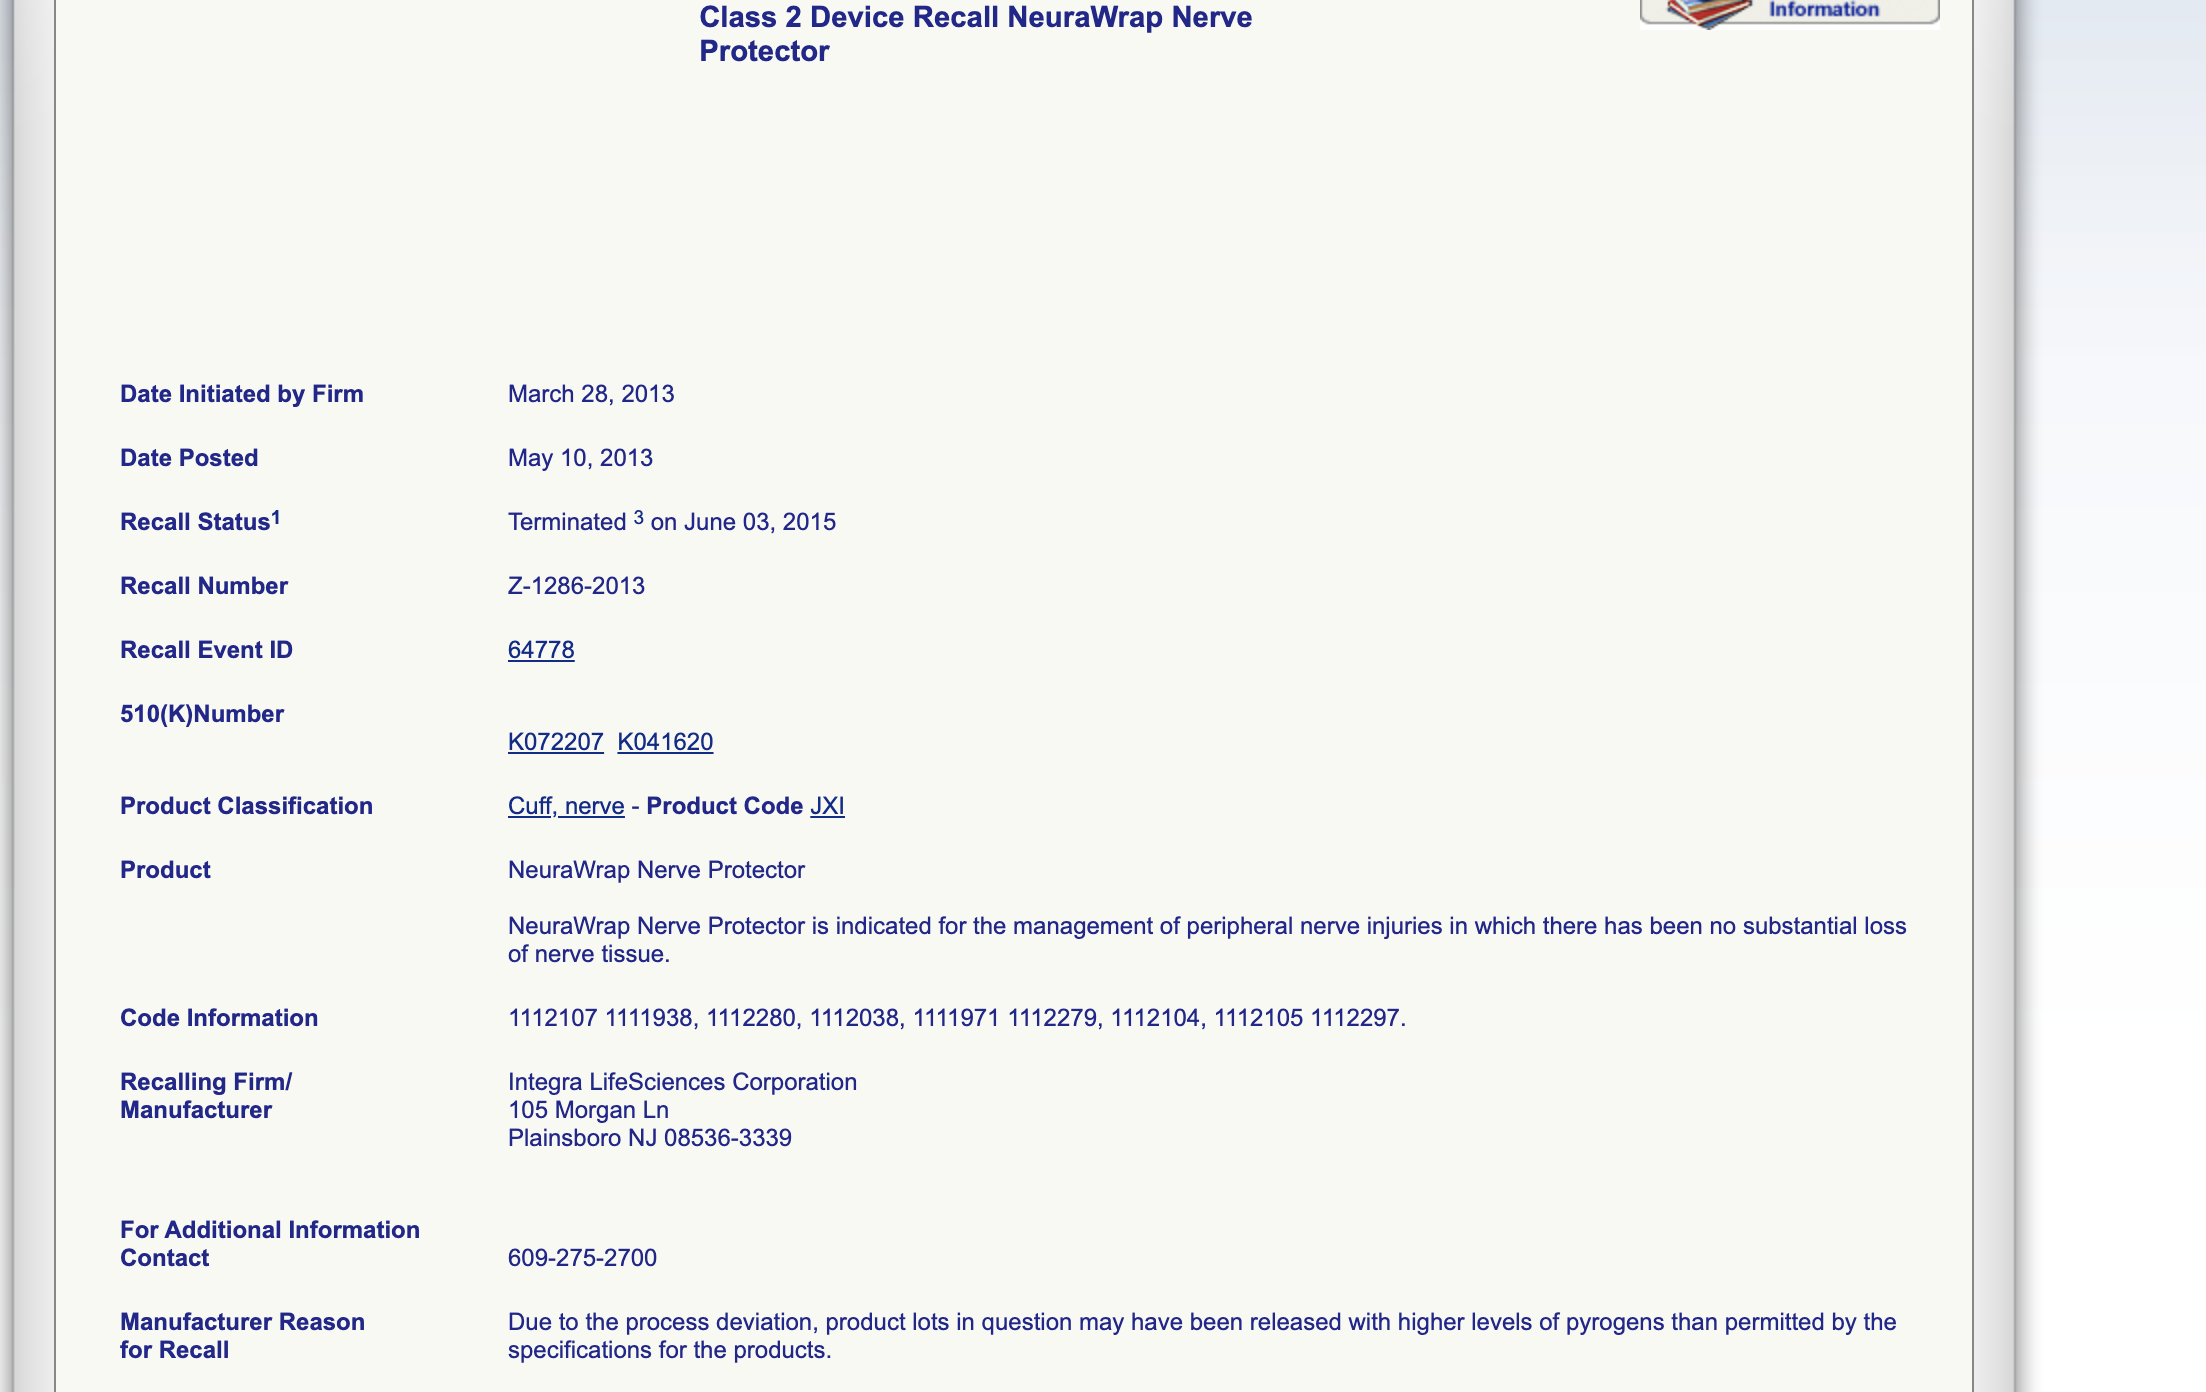 Class 2 Device Recall NeuraWrap Nerve
Protector
Information
Date Initiated by Firm March 28, 2013
Date Posted May 10, 2013
Recall Status1 Terminated 3 on June 03, 2015
Recall Number Z-1286-2013
Recall Event ID 64778
510(K)Number
K072207 K041620
Product Classification Cuff, nerve - Product Code JXI
Product NeuraWrap Nerve Protector
NeuraWrap Nerve Protector is indicated for the management of peripheral nerve injuries in which there has been no substantial loss
of nerve tissue.
Code Information 1112107 1111938, 1112280, 1112038, 1111971 1112279, 1112104, 1112105 1112297.
Recalling Firm/ Integra LifeSciences Corporation
Manufacturer 105 Morgan Ln
Plainsboro NJ 08536-3339
For Additional Information
Contact 609-275-2700
Manufacturer Reason Due to the process deviation, product lots in question may have been released with higher levels of pyrogens than permitted by the
for Recall specifications for the products.